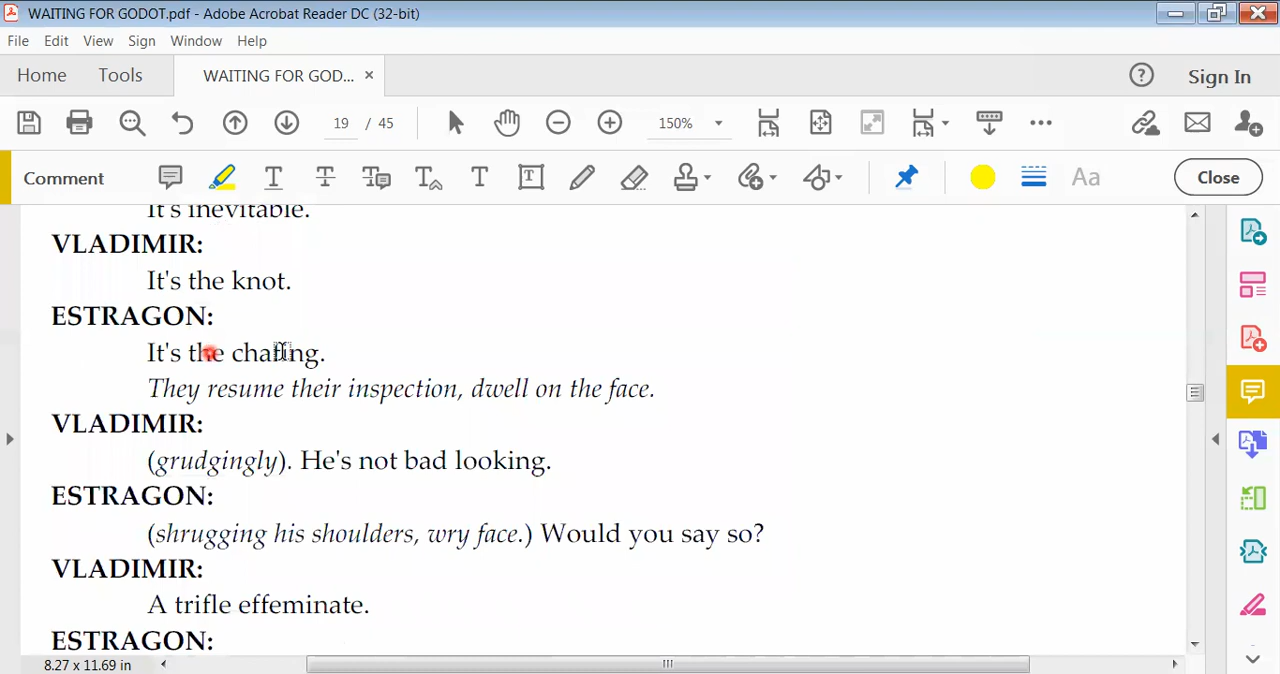 WAITING FOR GODOT.pdf - Adobe Acrobat Reader DC (32-bit)
File Edit View Sign Window Help
Home Tools WAITING FOR GOD... × Sign In
19 / 45 150%
Comment Aa Close
It's inevitable.
VLADIMIR:
It's the knot.
ESTRAGON:
It's the chafing.
They resume their inspection, dwell on the face.
VLADIMIR:
(grudgingly). He's not bad looking.
ESTRAGON:
(shrugging his shoulders, wry face.) Would you say so?
VLADIMIR:
A trifle effeminate.
ESTRAGON:
8.27 x 11.69 in